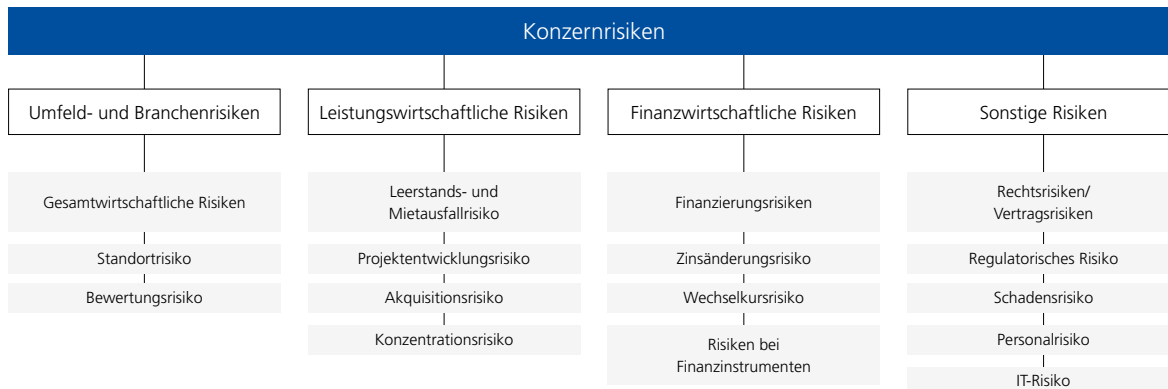 Konzernrisiken
Umfeld- und Branchenrisiken
Leistungswirtschaftliche Risiken
Finanzwirtschaftliche Risiken
Sonstige Risiken
Gesamtwirtschaftliche Risiken
Standortrisiko
Bewertungsrisiko
Leerstands- und
Mietausfallrisiko
Projektentwicklungsrisiko
Akquisitionsrisiko
Konzentrationsrisiko
Finanzierungsrisiken
Zinsänderungsrisiko
Wechselkursrisiko
Risiken bei
Finanzinstrumenten
Rechtsrisiken/
Vertragsrisiken
Regulatorisches Risiko
Schadensrisiko
Personalrisiko
IT-Risiko